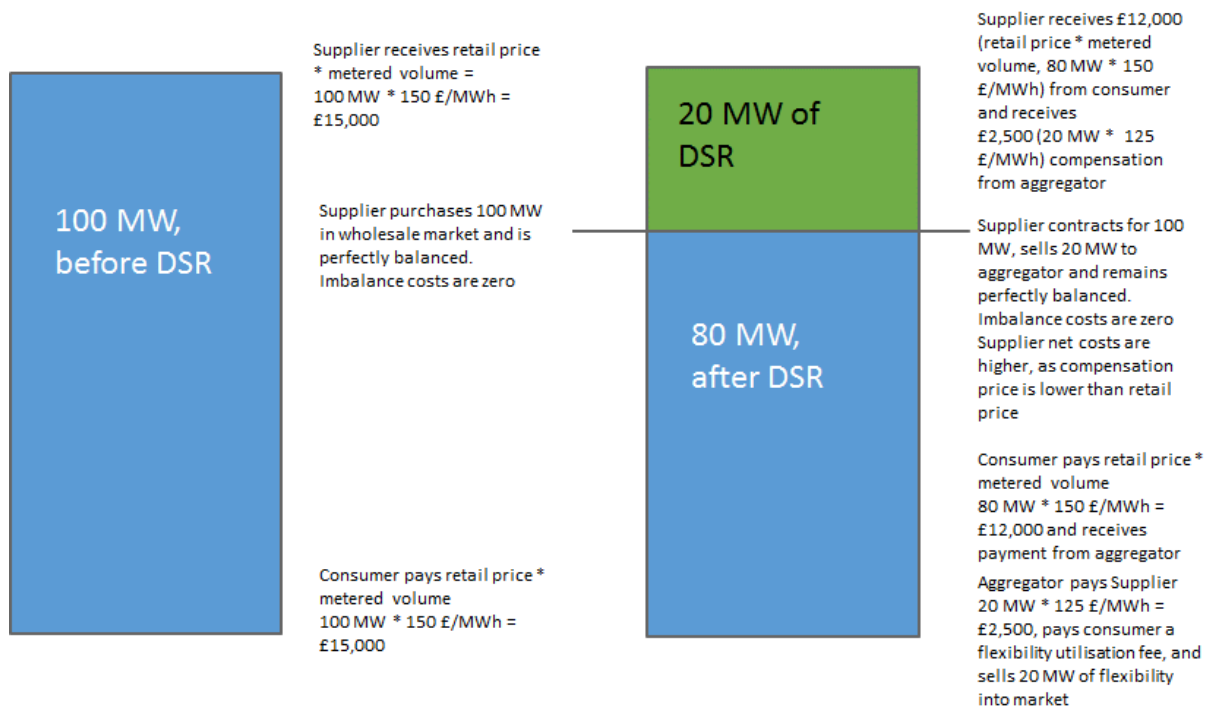 Supplier receives retail price
* metered volume =
100 MW * 150 £/MWh =
£15,000
100 MW,
before DSR
Supplier purchases 100 MW
in wholesale market and is
perfectly balanced.
Imbalance costs are zero
Consumer pays retail price *
metered volume
100 MW * 150 £/MWh =
£15,000
20 MW of
DSR
80 MW,
after DSR
Supplier receives £12,000
(retail price * metered
volume, 80 MW * 150
£/MWh) from consumer
and receives
£2,500 (20 MW * 125
£/MWh) compensation
from aggregator
Supplier contracts for 100
MW, sells 20 MW to
aggregator and remains
perfectly balanced.
Imbalance costs are zero
Supplier net costs are
higher, as compensation
price is lower than retail
price
Consumer pays retail price *
metered volume
80 MW * 150 £/MWh =
£12,000 and receives
payment from aggregator
Aggregator pays Supplier
20 MW * 125 £/MWh =
£2,500, pays consumer a
flexibility utilisation fee, and
sells 20 MW of flexibility
into market